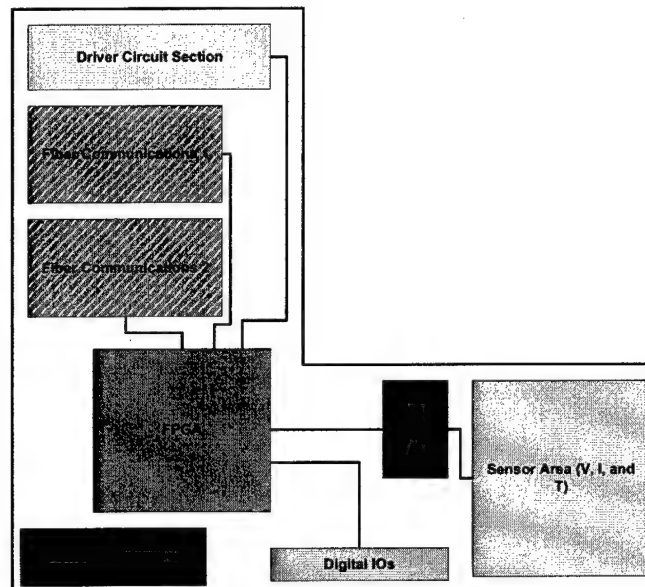 Driver Circuit Section
Fiber Communications 1
Fiber Communications 2
FPGA
Sensor Area (V, I, and
T)
Digital IOs